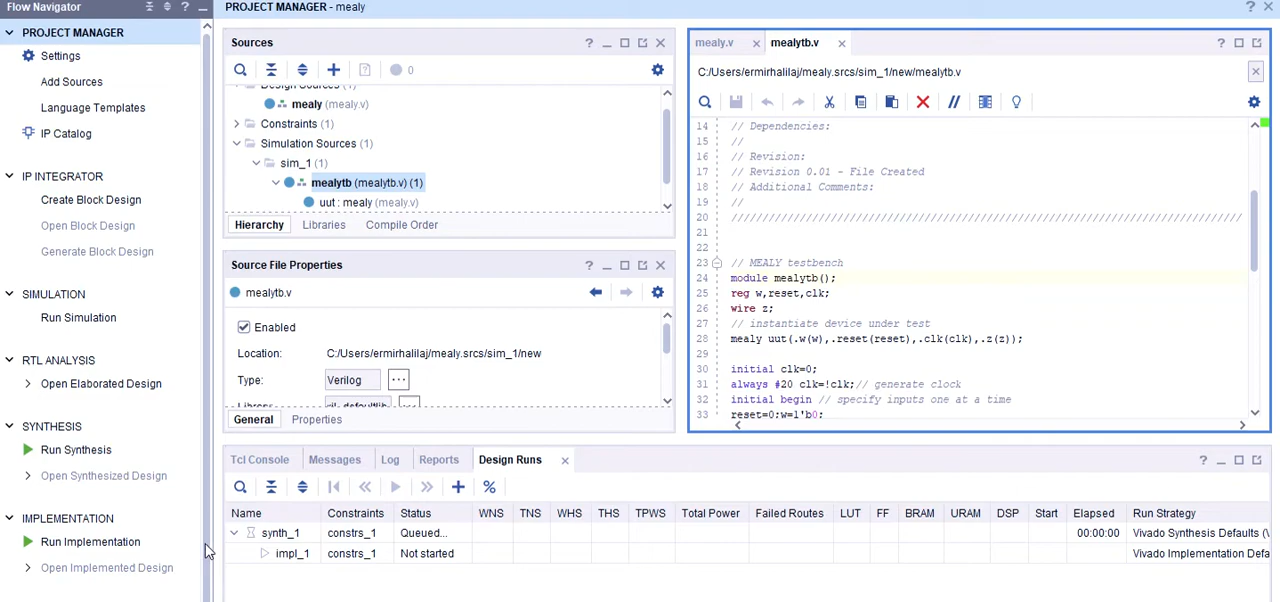 Flow Navigator
?
PROJECT MANAGER
Settings
Add Sources
Language Templates
IP Catalog
IP INTEGRATOR
Create Block Design
Open Block Design
Generate Block Design
SIMULATION
Run Simulation
RTL ANALYSIS
Open Elaborated Design
SYNTHESIS
Run Synthesis
Open Synthesized Design
IMPLEMENTATION
Run Implementation
Open Implemented Design
PROJECT MANAGER - mealy
?
Sources
?
0
Design Sources (1)
mealy (mealy.v)
Constraints (1)
Simulation Sources (1)
sim_1 (1)
mealytb (mealytb.v) (1)
uut : mealy (mealy.v)
Hierarchy Libraries Compile Order
Source File Properties
?
mealytb.v
Enabled
Location: C:/Users/ermirhalilaj/mealy.srcs/sim_1/new
Type: Verilog ...
General Properties
mealy.v mealytb.v
?
C:/Users/ermirhalilaj/mealy.srcs/sim_1/new/mealytb.v
14 // Dependencies:
15 //
16 // Revision:
17 // Revision 0.01 - File Created
18 // Additional Comments:
19 //
20 //////////////////////////////////////////////////////////////////////////////////
21
22
23 // MEALY testbench
24 module mealytb();
25 reg w,reset,clk;
26 wire z;
27 // instantiate device under test
28 mealy uut(.w(w),.reset(reset),.clk(clk),.z(z));
29
30 initial clk=0;
31 always #20 clk=!clk;// generate clock
32 initial begin // specify inputs one at a time
33 reset=0;w=1'b0;
Tcl Console Messages Log Reports Design Runs
?
%
Name Constraints Status WNS TNS WHS THS TPWS Total Power Failed Routes LUT FF BRAM URAM DSP Start Elapsed Run Strategy
synth_1 constrs_1 Queued... 00:00:00 Vivado Synthesis Defaults (
impl_1 constrs_1 Not started Vivado Implementation Defa